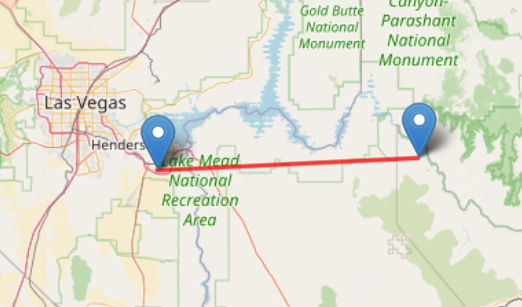 Gold Butte
National
Monument
Canyon-
Parashant
National
Monument
Las Vegas
Henders
Lake Mead
National
Recreation
Area